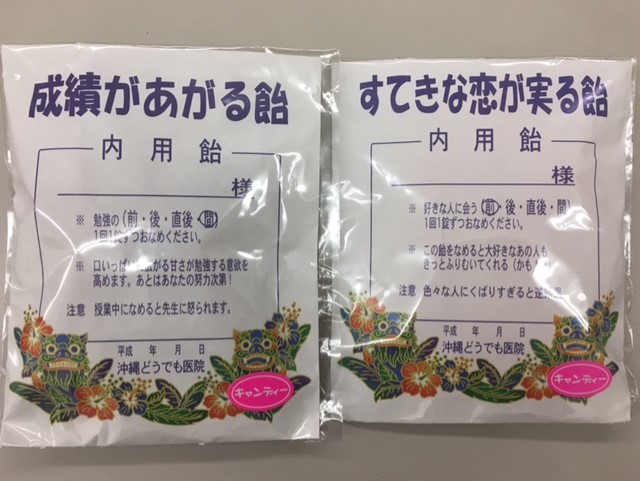 成績があがる飴
内用飴
様
※ 勉強の（前・後・直後・間）
1回1錠ずつおなめください。
※ 口いっぱ 広がる甘さが勉強する意欲を
高めます。あとはあなたの努力次第！
注意 授業中になめると先生に怒られます。
平成 年 月 日
沖縄どうでも医院
キャンディー
すてきな恋が実る飴
内用飴
様
※ 好きな人に会う（前・後・直後・間）
1回1錠ずつおなめください。
※ この飴をなめると大好きなあの人も
きっとふりむいてくれる（かも
注意 色々な人にくばりすぎると逆効果
平成 年 月 日
沖縄どうでも医院
キャンディー